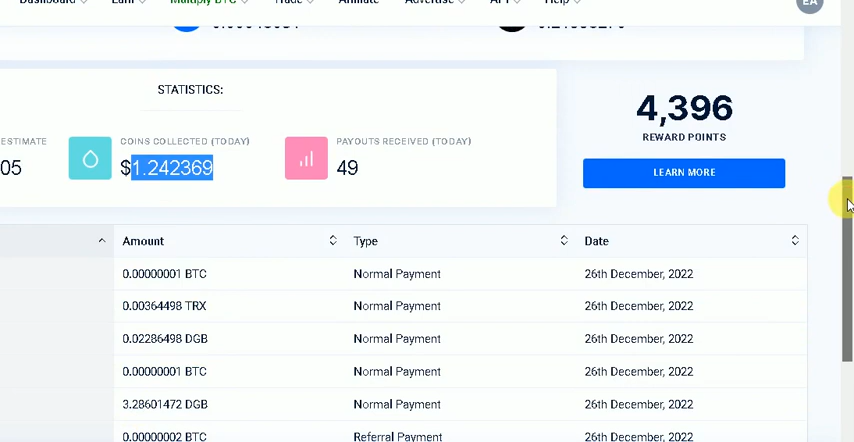 Dashboard Earn Multiply BTC Trade Affiliate Advertise API Help EA
STATISTICS:
ESTIMATE
05
COINS COLLECTED (TODAY)
$1.242369
PAYOUTS RECEIVED (TODAY)
49
4,396
REWARD POINTS
LEARN MORE
Amount Type Date
0.00000001 BTC Normal Payment 26th December, 2022
0.00364498 TRX Normal Payment 26th December, 2022
0.02286498 DGB Normal Payment 26th December, 2022
0.00000001 BTC Normal Payment 26th December, 2022
3.28601472 DGB Normal Payment 26th December, 2022
0.00000002 BTC Referral Payment 26th December, 2022